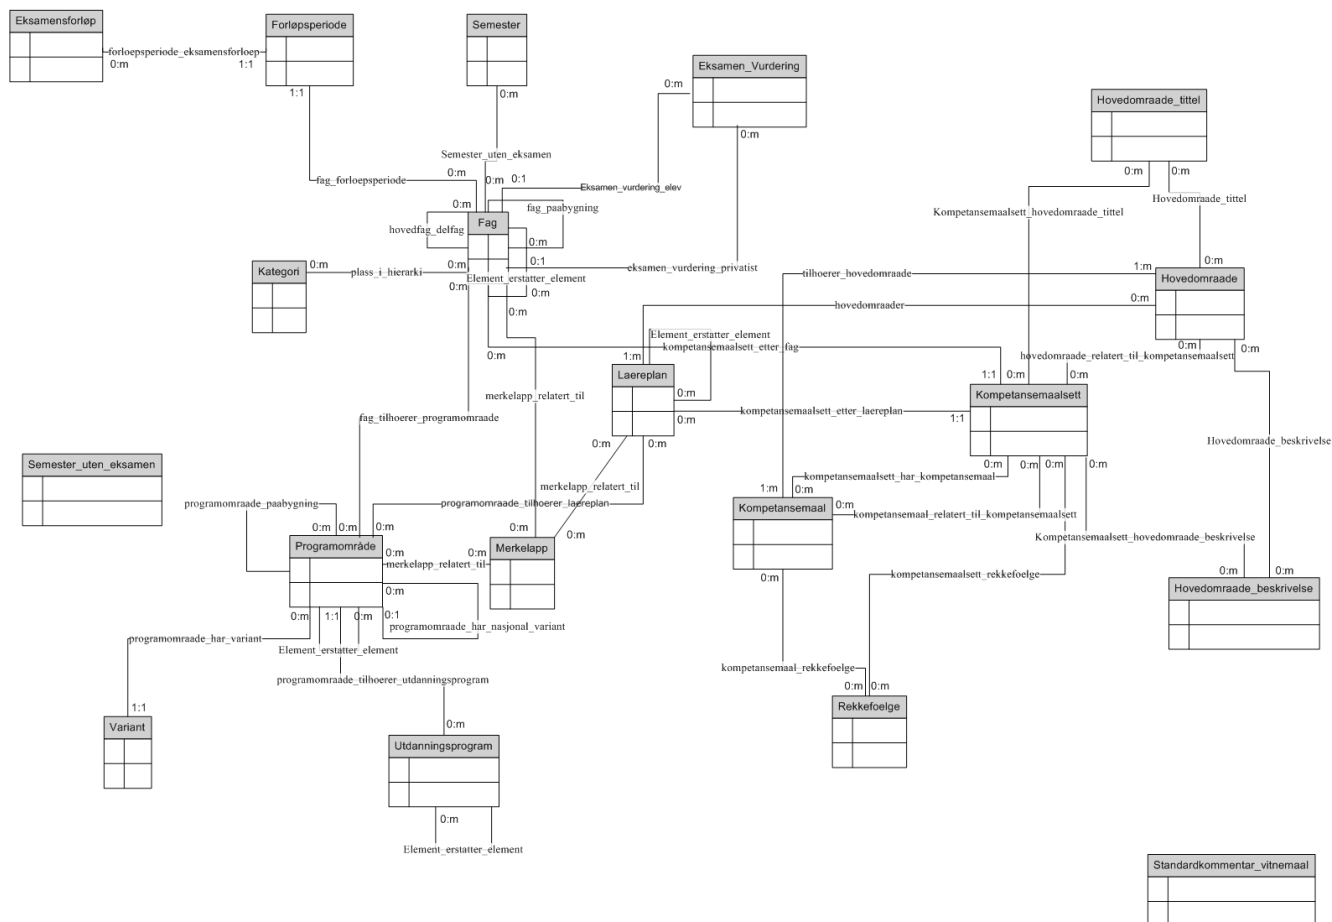 Eksamensforløp
Forløpsperiode
Semester
forloepsperiode_eksamensforloep
0:m
1:1
1:1
0:m
Eksamen_Vurdering
0:m
0:m
Hovedomraade_tittel
0:m
0:m
Semester_uten_eksamen
0:m
0:m
0:1
fag_forloepsperiode
Eksamen_vurdering_elev
0:m
fag_paabygning
Kompetansemaalsett_hovedomraade_tittel
Hovedomraade_tittel
Fag
hovedfag_delfag
0:m
0:1
Kategori
0:m
plass_i_hierarki
0:m
0:m
Element_erstatter_element
0:m
0:m
eksamen_vurdering_privatist
tilhoerer_hovedomraade
1:m
0:m
Hovedomraade
0:m
hovedomraader
Element_erstatter_element
kompetansemaalsett_etter_fag
0:m
1:m
0:m
0:m
hovedomraade_relatert_til_kompetansemaalsett
Laereplan
0:m
0:m
1:1
0:m
Kompetansemaalsett
merkelapp_relatert_til
kompetansemaalsett_etter_laereplan
1:1
fag_tilhoerer_programomraade
0:m
0:m
Hovedomraade_beskrivelse
Semester_uten_eksamen
0:m
0:m
0:m
0:m
kompetansemaalsett_har_kompetansemaal
merkelapp_relatert_til
1:m
0:m
programomraade_paabygning
programomraade_tilhoerer_laereplan
0:m
Kompetansemaal
kompetansemaal_relatert_til_kompetansemaalsett
0:m
0:m
0:m
0:m
0:m
Kompetansemaalsett_hovedomraade_beskrivelse
Programområde
0:m
0:m
Merkelapp
merkelapp_relatert_til
0:m
kompetansemaalsett_rekkefoelge
0:m
0:m
0:m
Hovedomraade_beskrivelse
0:m
1:1
0:m
0:1
programomraade_har_nasjonal_variant
programomraade_har_variant
Element_erstatter_element
kompetansemaal_rekkefoelge
programomraade_tilhoerer_utdanningsprogram
0:m
0:m
1:1
Rekkefoelge
Variant
0:m
Utdanningsprogram
0:m
Element_erstatter_element
Standardkommentar_vitnemaal